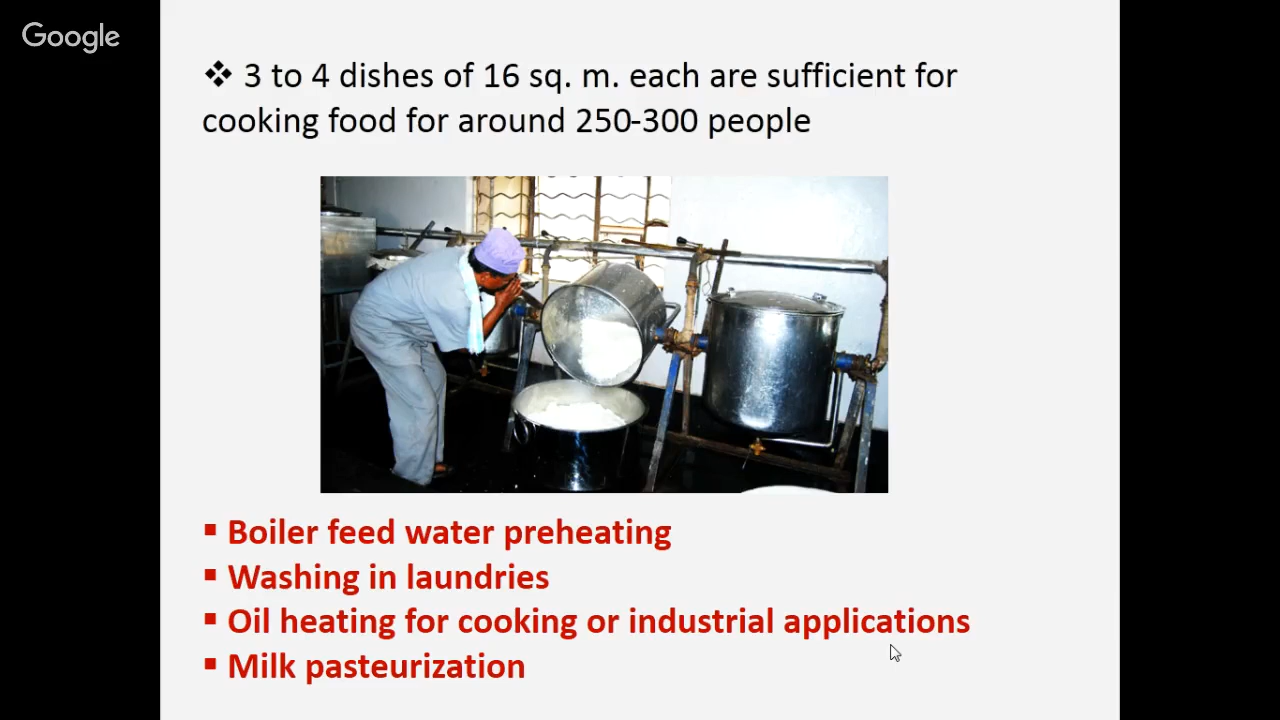 Google
❖ 3 to 4 dishes of 16 sq. m. each are sufficient for
cooking food for around 250-300 people
▪ Boiler feed water preheating
▪ Washing in laundries
▪ Oil heating for cooking or industrial applications
▪ Milk pasteurization